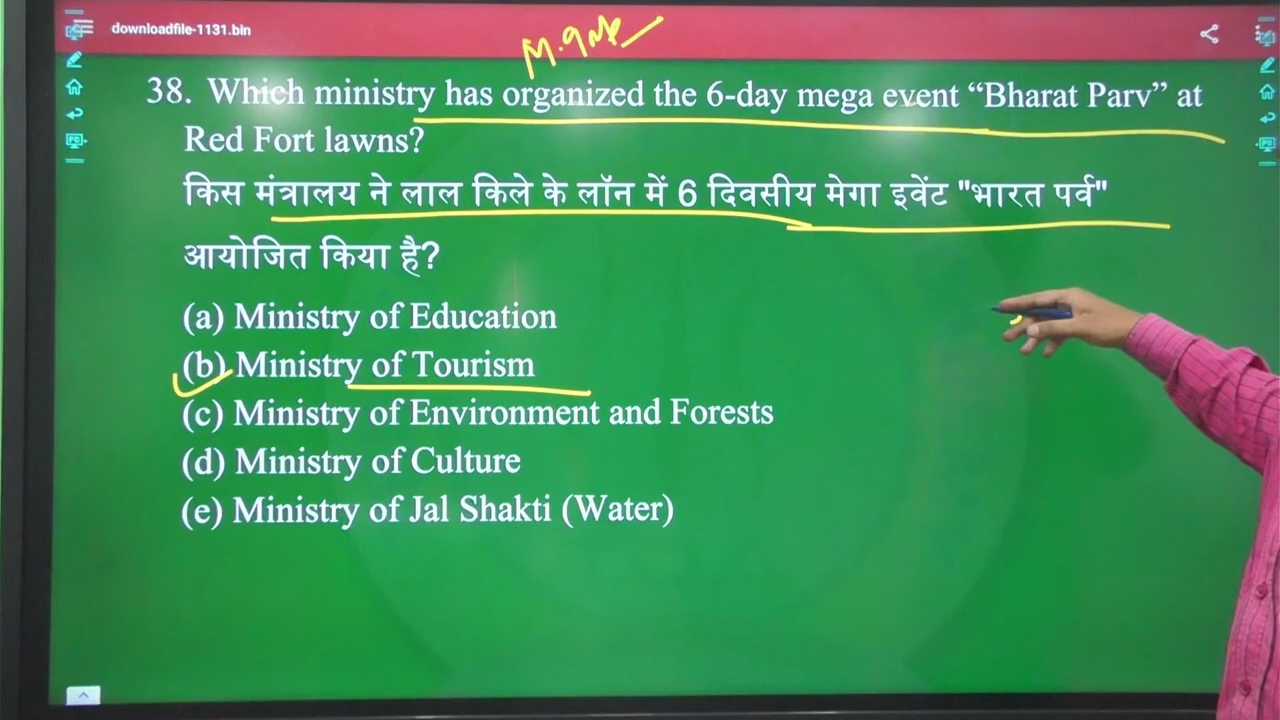 downloadfile-1131.bin
38. Which ministry has organized the 6-day mega event “Bharat Parv” at
Red Fort lawns?
किस मंत्रालय ने लाल किले के लॉन में 6 दिवसीय मेगा इवेंट "भारत पर्व"
आयोजित किया है?
(a) Ministry of Education
(b) Ministry of Tourism
(c) Ministry of Environment and Forests
(d) Ministry of Culture
(e) Ministry of Jal Shakti (Water)